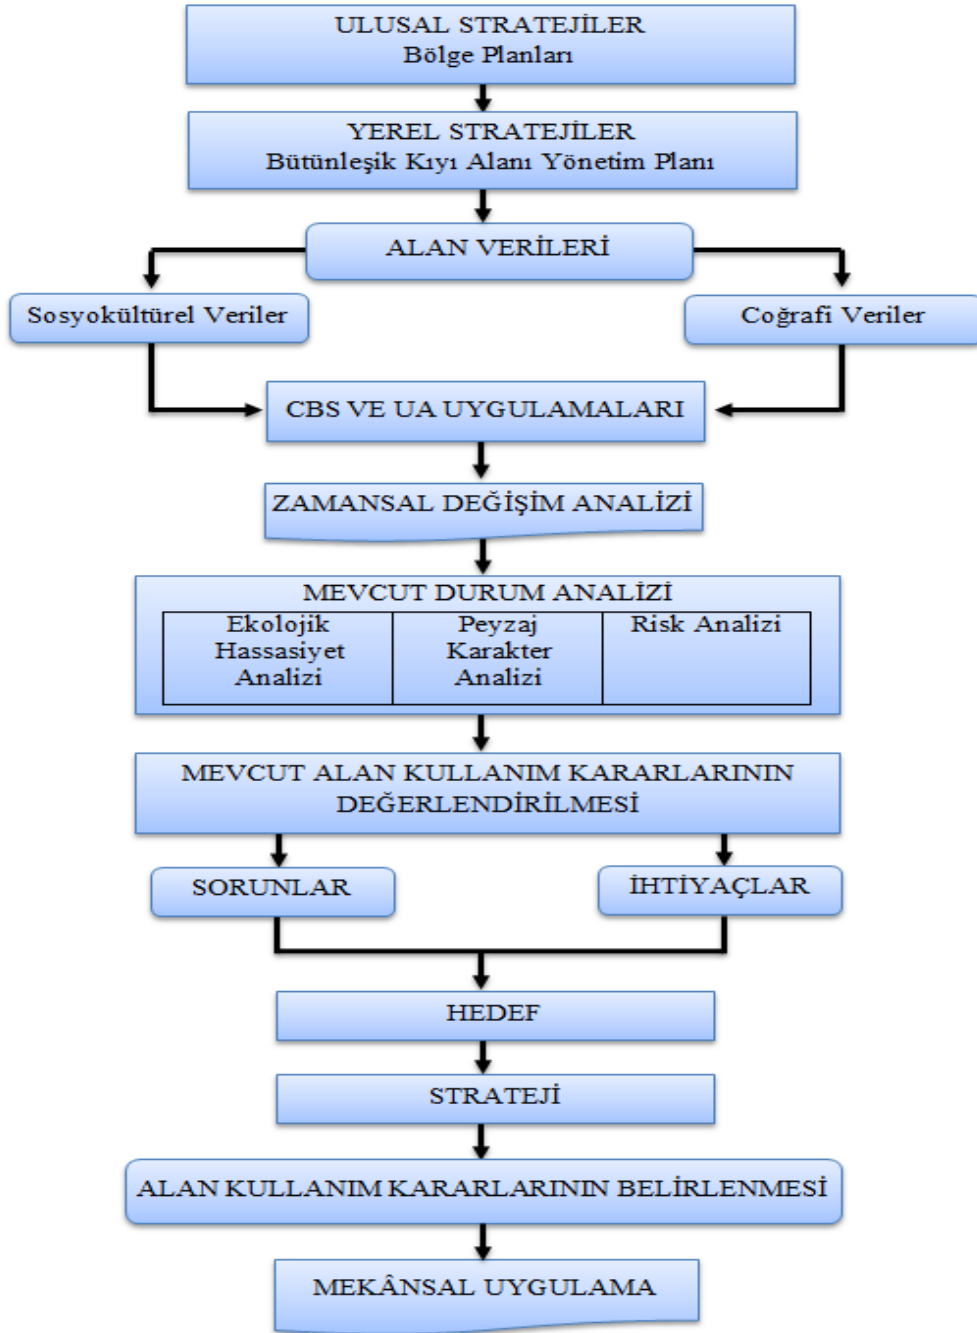 ULUSAL STRATEJİLER
Bölge Planları
YEREL STRATEJİLER
Bütünleşik Kıyı Alanı Yönetim Planı
ALAN VERİLERİ
Sosyokültürel Veriler
Coğrafi Veriler
CBS VE UA UYGULAMALARI
ZAMANSAL DEĞİŞİM ANALİZİ
MEVCUT DURUM ANALİZİ
Ekolojik
Hassasiyet
Analizi
Peyzaj
Karakter
Analizi
Risk Analizi
MEVCUT ALAN KULLANIM KARARLARININ
DEĞERLENDİRİLMESİ
SORUNLAR
İHTİYAÇLAR
HEDEF
STRATEJİ
ALAN KULLANIM KARARLARININ BELİRLENMESİ
MEKÂNSAL UYGULAMA